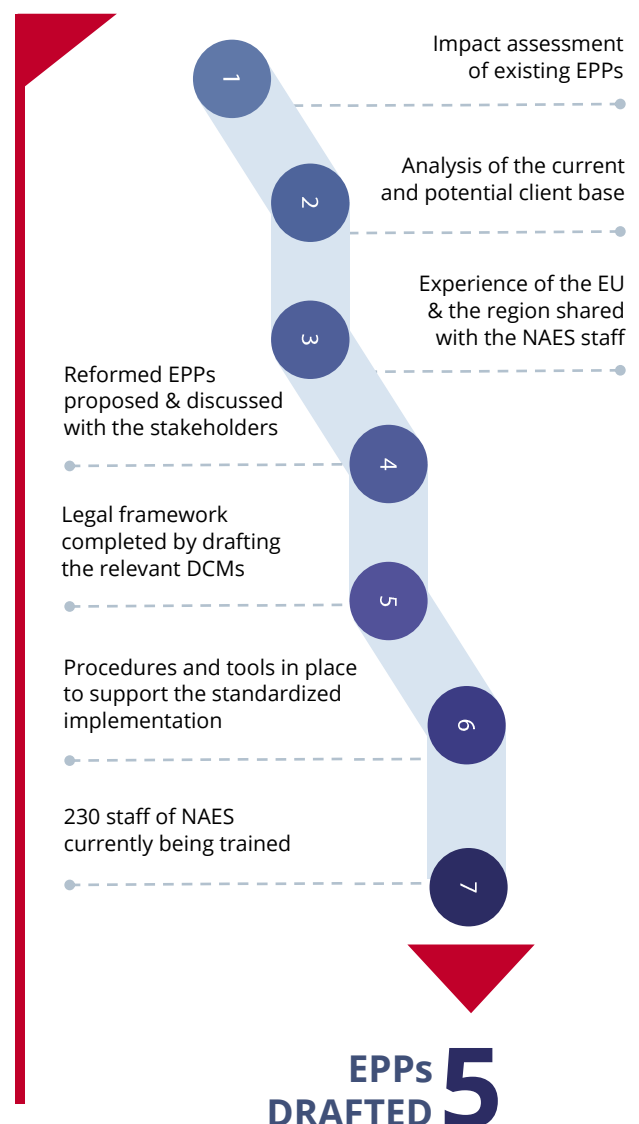 1
Impact assessment
of existing EPPs
2
Analysis of the current
and potential client base
3
Experience of the EU
& the region shared
with the NAES staff
Reformed EPPs
proposed & discussed
with the stakeholders
4
Legal framework
completed by drafting
the relevant DCMs
5
Procedures and tools in place
to support the standardized
implementation
6
230 staff of NAES
currently being trained
7
EPPs
DRAFTED
5